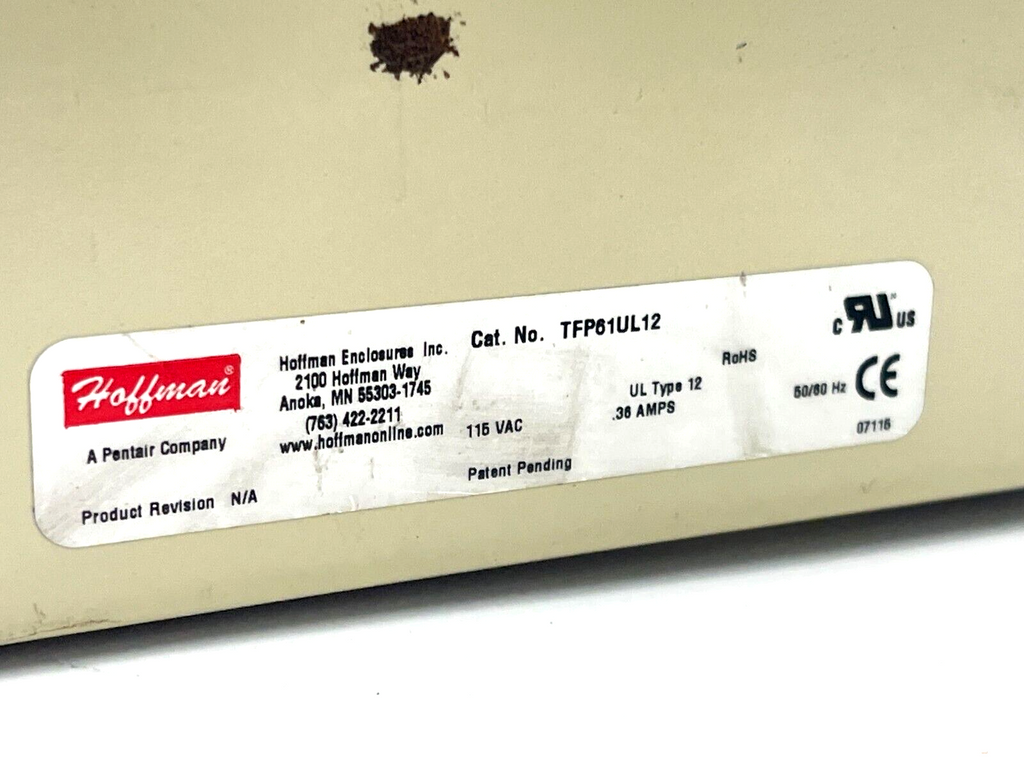 Hoffman®
A Pentair Company
Product Revision N/A
Hoffman Enclosures Inc.
2100 Hoffman Way
Anoka, MN 55303-1745
(763) 422-2211
www.hoffmanonline.com
Cat. No. TFP61UL12
115 VAC
Patent Pending
UL Type 12
.36 AMPS
RoHS
50/60 Hz
c RU US
CE
07116